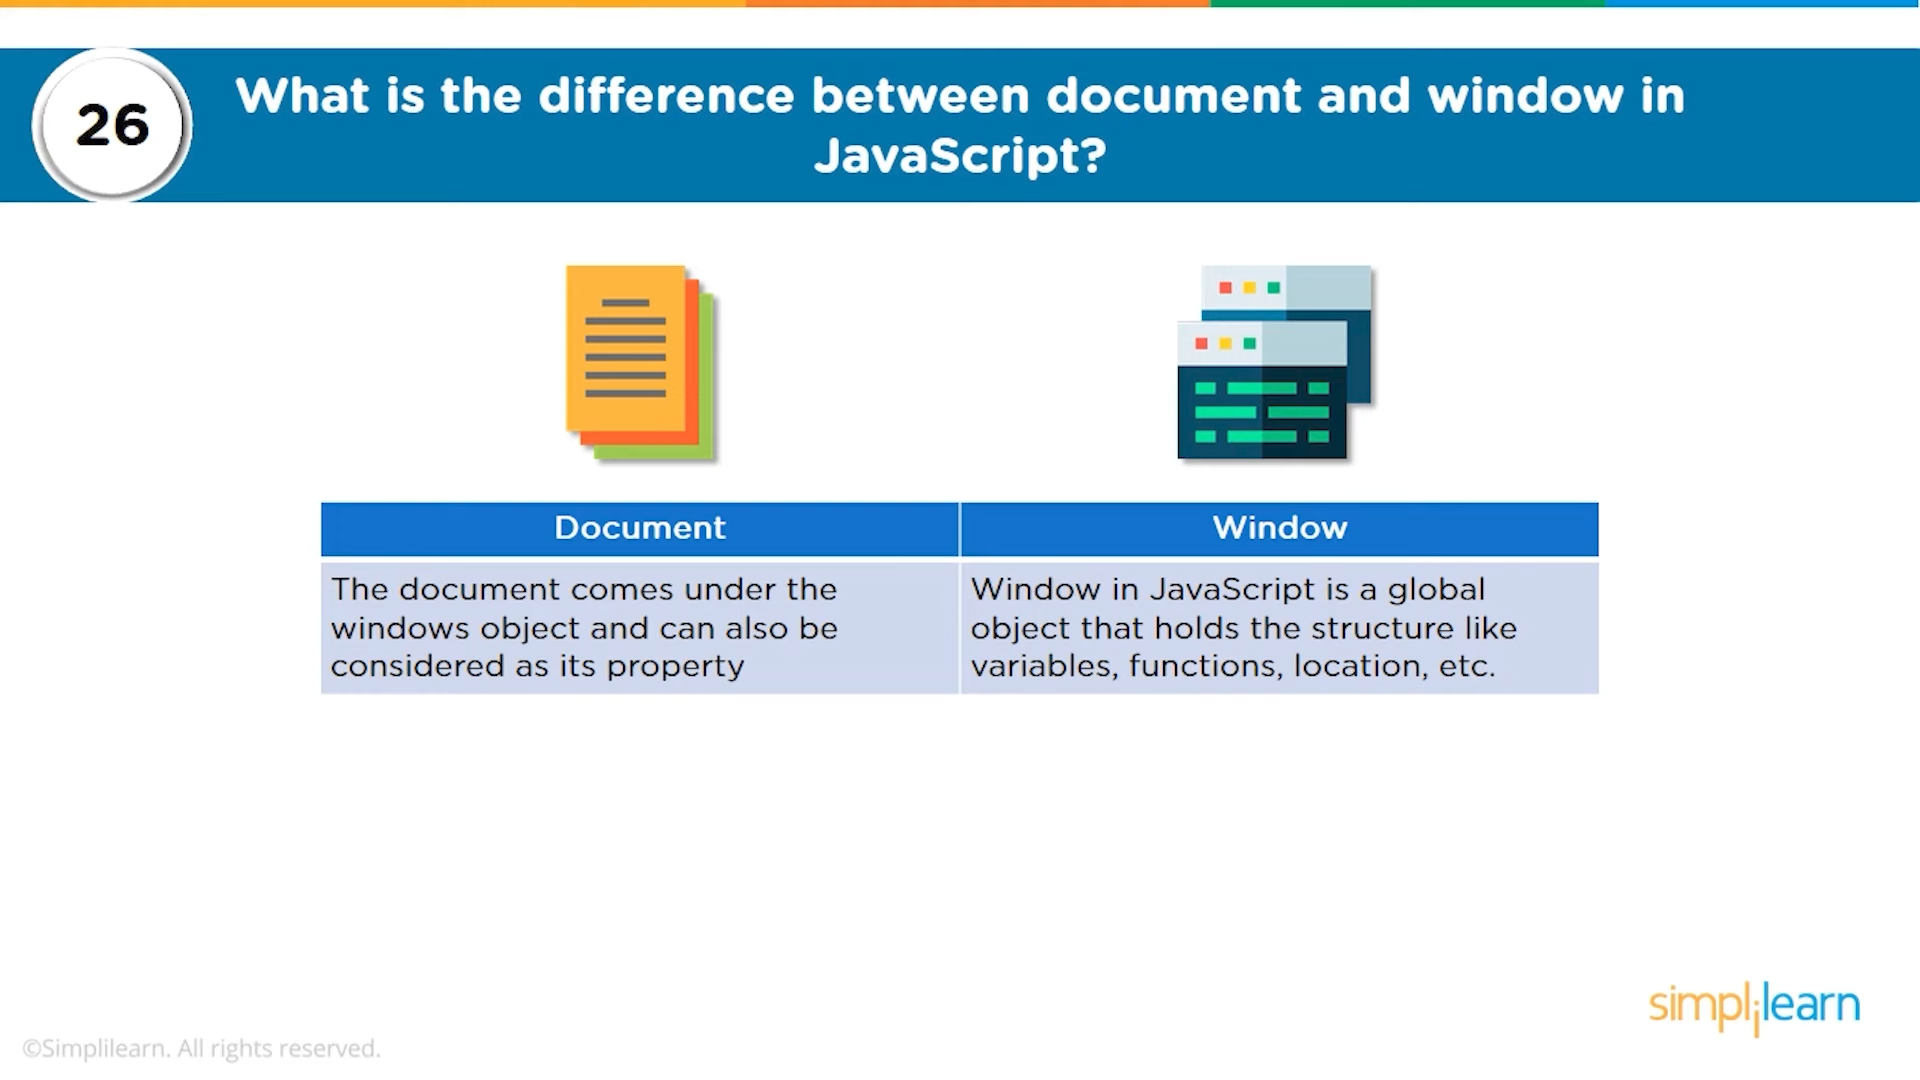 26
What is the difference between document and window in
JavaScript?
Document
Window
The document comes under the
windows object and can also be
considered as its property
Window in JavaScript is a global
object that holds the structure like
variables, functions, location, etc.
simplilearn
©Simplilearn. All rights reserved.